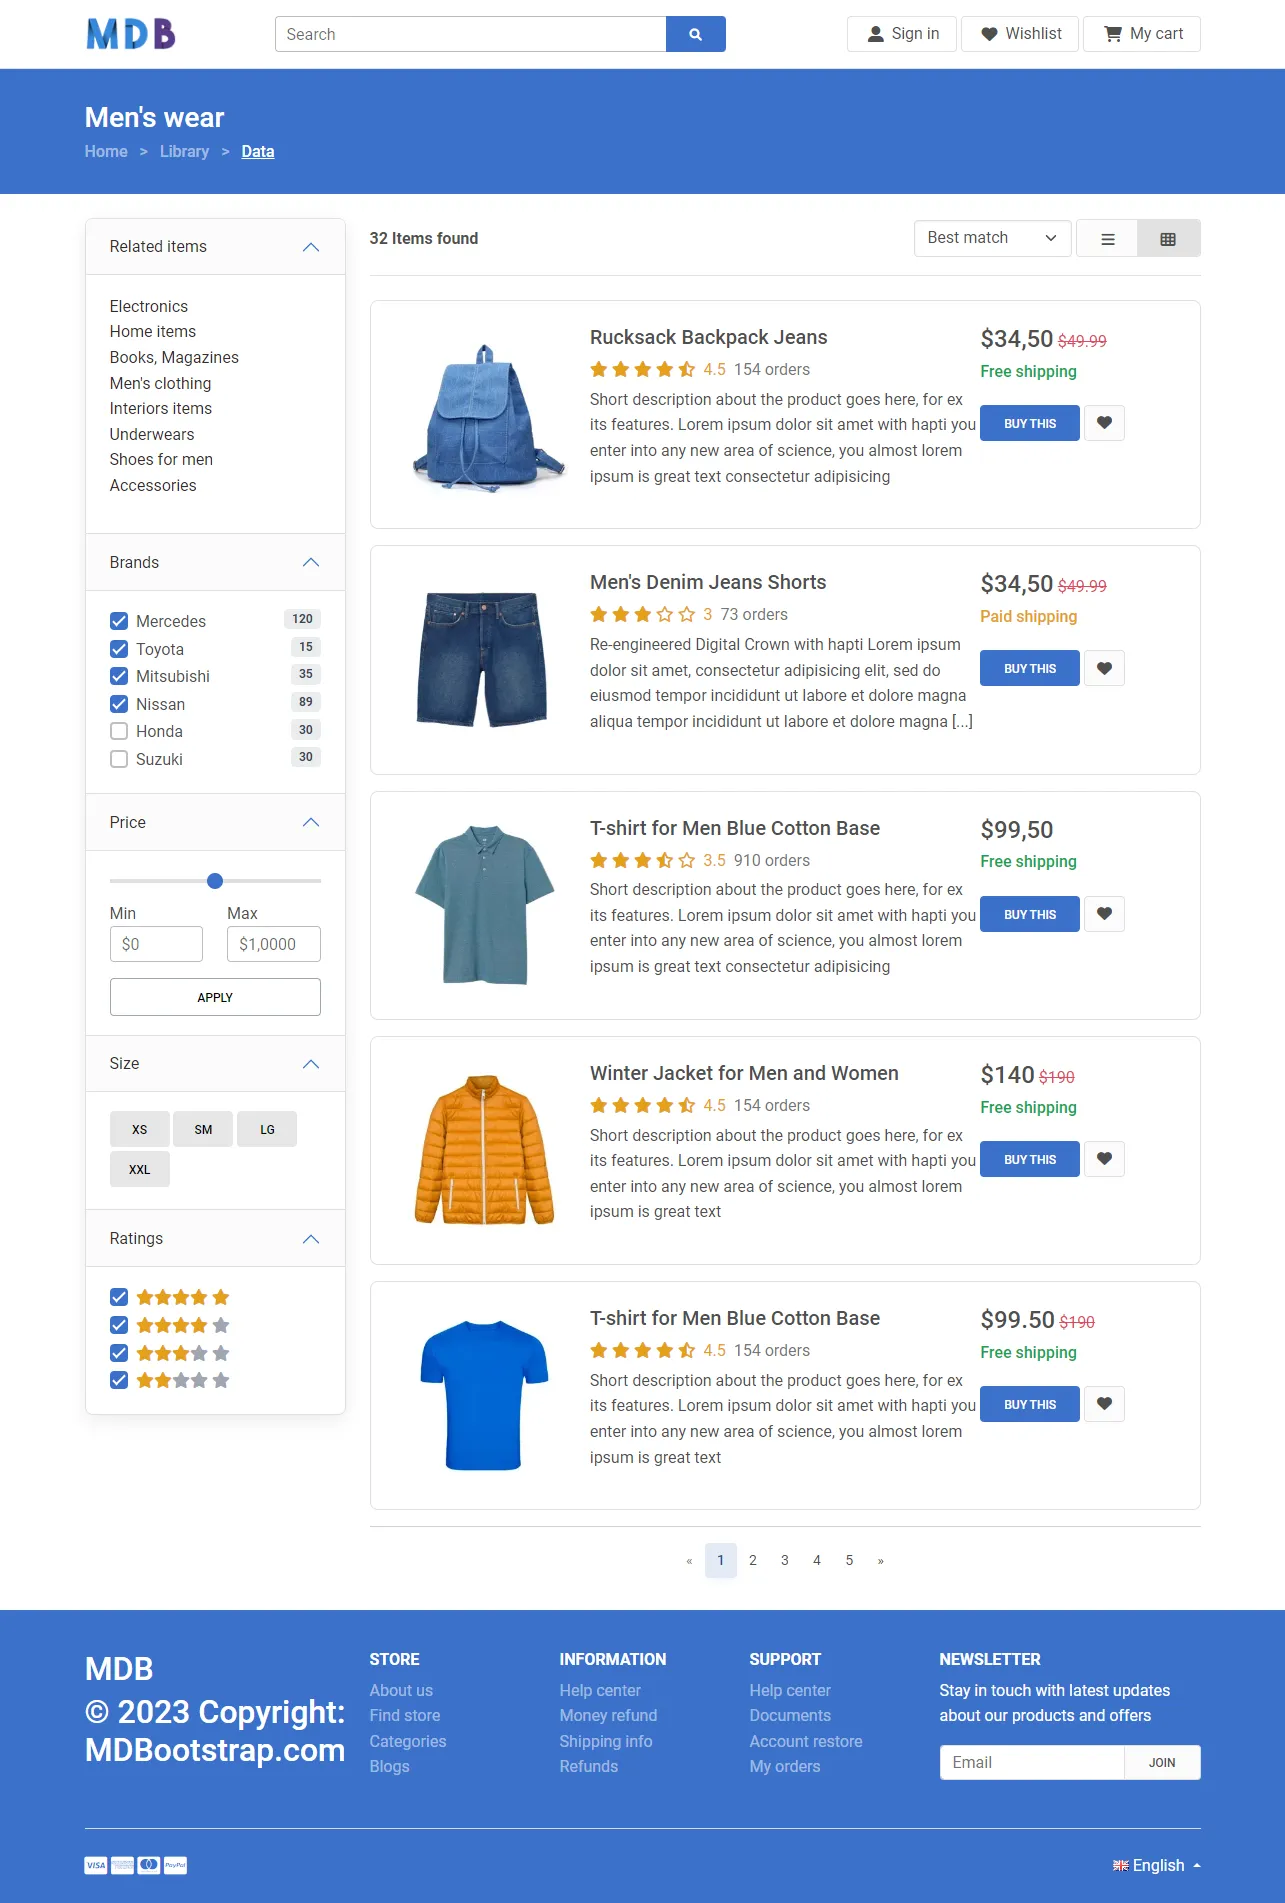 MDB
Search
Sign in
Wishlist
My cart
Men's wear
Home > Library > Data
Related items
Electronics
Home items
Books, Magazines
Men's clothing
Interiors items
Underwears
Shoes for men
Accessories
Brands
Mercedes 120
Toyota 15
Mitsubishi 35
Nissan 89
Honda 30
Suzuki 30
Price
Min Max
$0 $1,0000
APPLY
Size
XS SM LG
XXL
Ratings
32 Items found
Best match
Rucksack Backpack Jeans
4.5 154 orders
Short description about the product goes here, for ex
its features. Lorem ipsum dolor sit amet with hapti you
enter into any new area of science, you almost lorem
ipsum is great text consectetur adipisicing
$34,50 $49.99
Free shipping
BUY THIS
Men's Denim Jeans Shorts
3 73 orders
Re-engineered Digital Crown with hapti Lorem ipsum
dolor sit amet, consectetur adipisicing elit, sed do
eiusmod tempor incididunt ut labore et dolore magna
aliqua tempor incididunt ut labore et dolore magna [...]
$34,50 $49.99
Paid shipping
BUY THIS
T-shirt for Men Blue Cotton Base
3.5 910 orders
Short description about the product goes here, for ex
its features. Lorem ipsum dolor sit amet with hapti you
enter into any new area of science, you almost lorem
ipsum is great text consectetur adipisicing
$99,50
Free shipping
BUY THIS
Winter Jacket for Men and Women
4.5 154 orders
Short description about the product goes here, for ex
its features. Lorem ipsum dolor sit amet with hapti you
enter into any new area of science, you almost lorem
ipsum is great text
$140 $190
Free shipping
BUY THIS
T-shirt for Men Blue Cotton Base
4.5 154 orders
Short description about the product goes here, for ex
its features. Lorem ipsum dolor sit amet with hapti you
enter into any new area of science, you almost lorem
ipsum is great text
$99.50 $190
Free shipping
BUY THIS
« 1 2 3 4 5 »
MDB
© 2023 Copyright:
MDBootstrap.com
STORE
About us
Find store
Categories
Blogs
INFORMATION
Help center
Money refund
Shipping info
Refunds
SUPPORT
Help center
Documents
Account restore
My orders
NEWSLETTER
Stay in touch with latest updates
about our products and offers
Email JOIN
VISA
PayPal
English